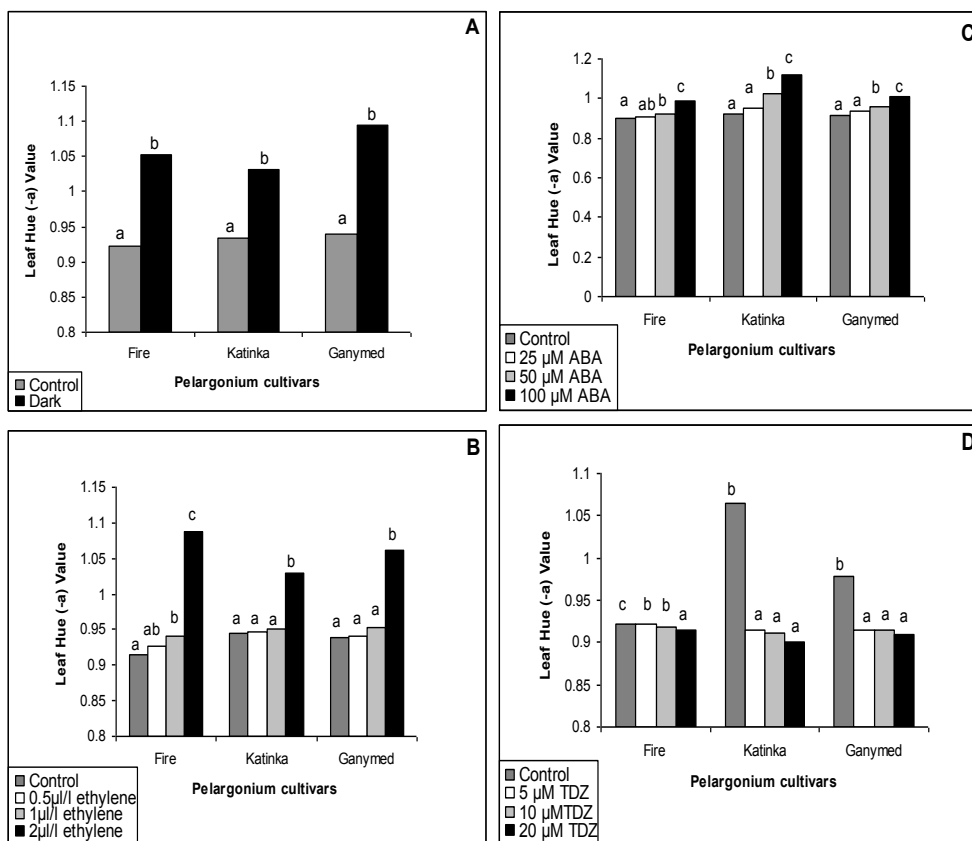 A
Leaf Hue (-a) Value
1.15
1.1
1.05
1
0.95
0.9
0.85
0.8
a b a b a b
Fire Katinka Ganymed
Pelargonium cultivars
Control
Dark
C
Leaf Hue (-a) Value
1.2
1
0.8
0.6
0.4
0.2
0
a ab b c a a b c a a b c
Fire Katinka Ganymed
Pelargonium cultivars
Control
25 µM ABA
50 µM ABA
100 µM ABA
B
Leaf Hue (-a) Value
1.15
1.1
1.05
1
0.95
0.9
0.85
0.8
a ab b c a a a b a a a b
Fire Katinka Ganymed
Pelargonium cultivars
Control
0.5µl/l ethylene
1µl/l ethylene
2µl/l ethylene
D
Leaf Hue (-a) Value
1.1
1.05
1
0.95
0.9
0.85
0.8
c b b a b a a a b a a a
Fire Katinka Ganymed
Pelargonium cultivars
Control
5 µM TDZ
10 µMTDZ
20 µM TDZ